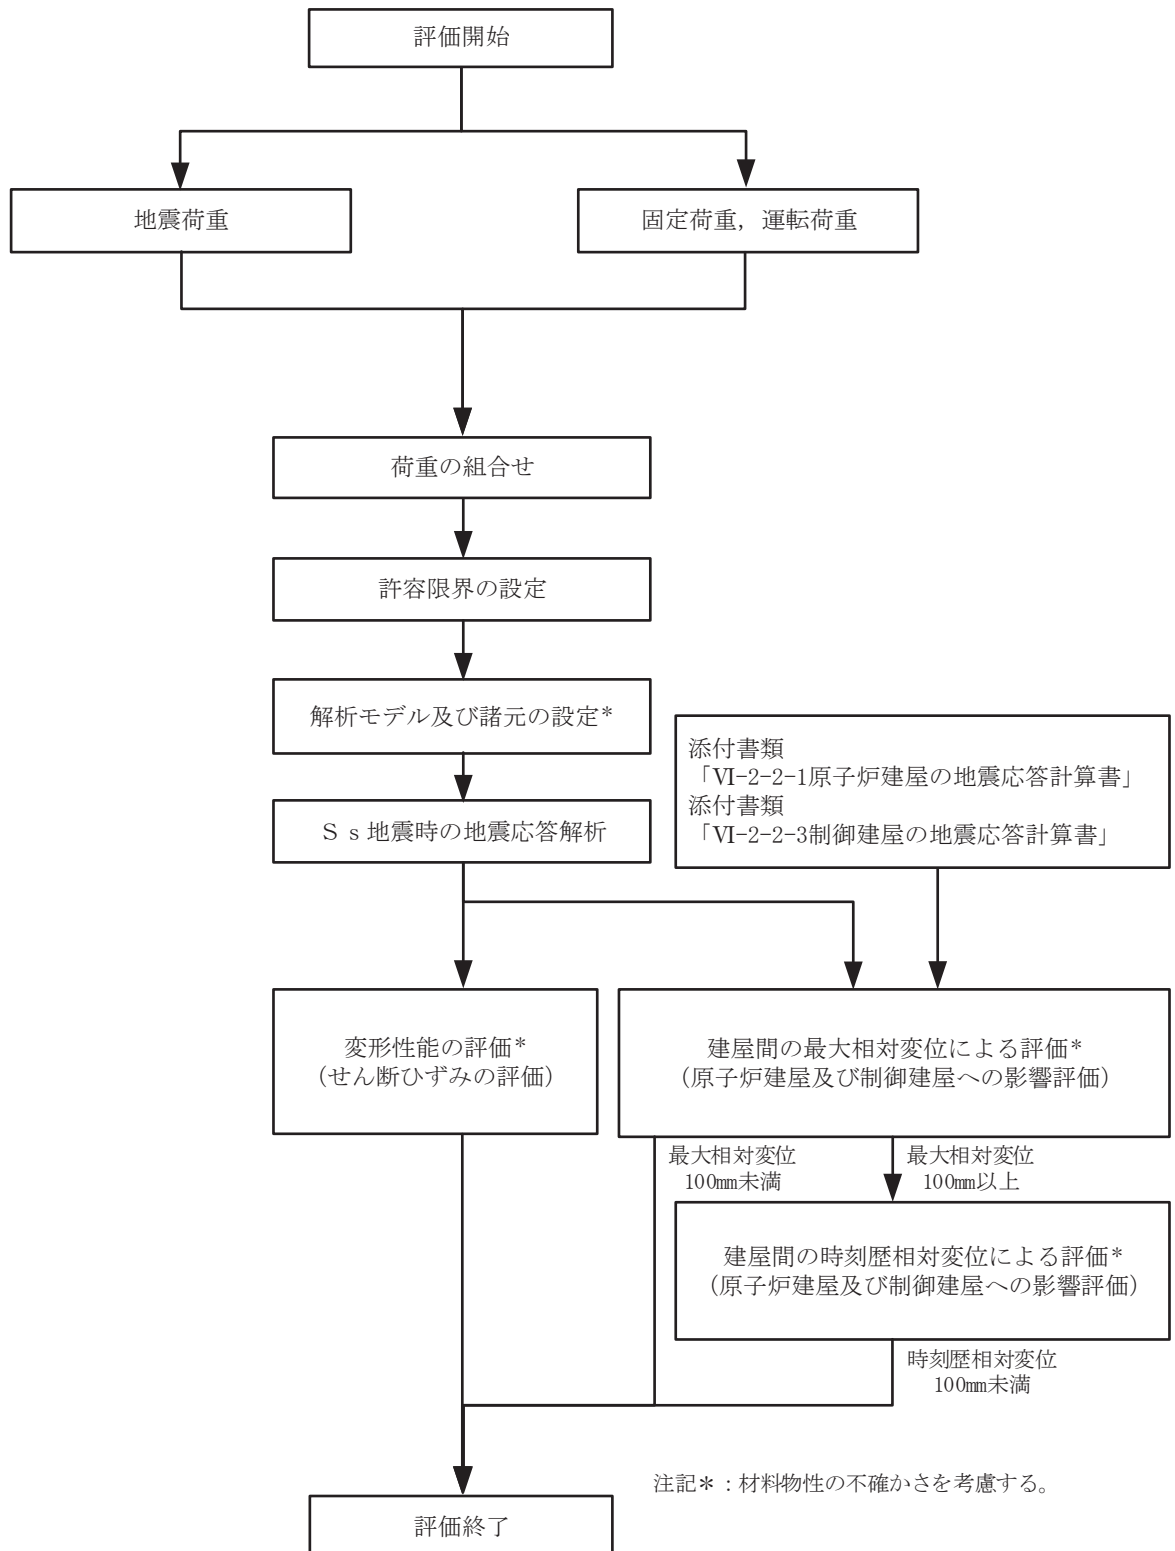 評価開始
地震荷重
固定荷重，運転荷重
荷重の組合せ
許容限界の設定
解析モデル及び諸元の設定*
Ｓｓ地震時の地震応答解析
添付書類
「Ⅵ-2-2-1原子炉建屋の地震応答計算書」
添付書類
「Ⅵ-2-2-3制御建屋の地震応答計算書」
変形性能の評価*
（せん断ひずみの評価）
建屋間の最大相対変位による評価*
（原子炉建屋及び制御建屋への影響評価）
最大相対変位
100㎜未満
最大相対変位
100㎜以上
建屋間の時刻歴相対変位による評価*
（原子炉建屋及び制御建屋への影響評価）
時刻歴相対変位
100㎜未満
注記＊：材料物性の不確かさを考慮する。
評価終了